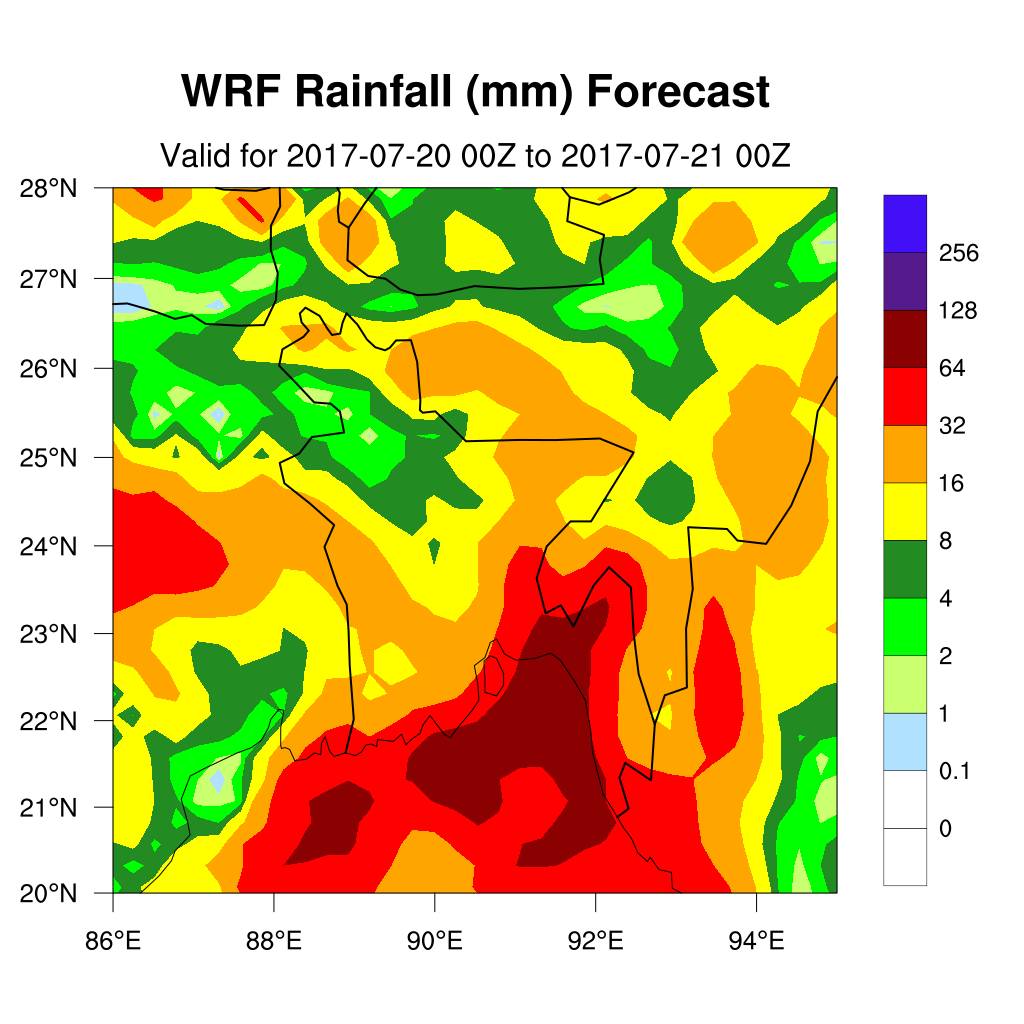 WRF Rainfall (mm) Forecast
Valid for 2017-07-20 00Z to 2017-07-21 00Z
28°N
27°N
26°N
25°N
24°N
23°N
22°N
21°N
20°N
86°E 88°E 90°E 92°E 94°E
256
128
64
32
16
8
4
2
1
0.1
0